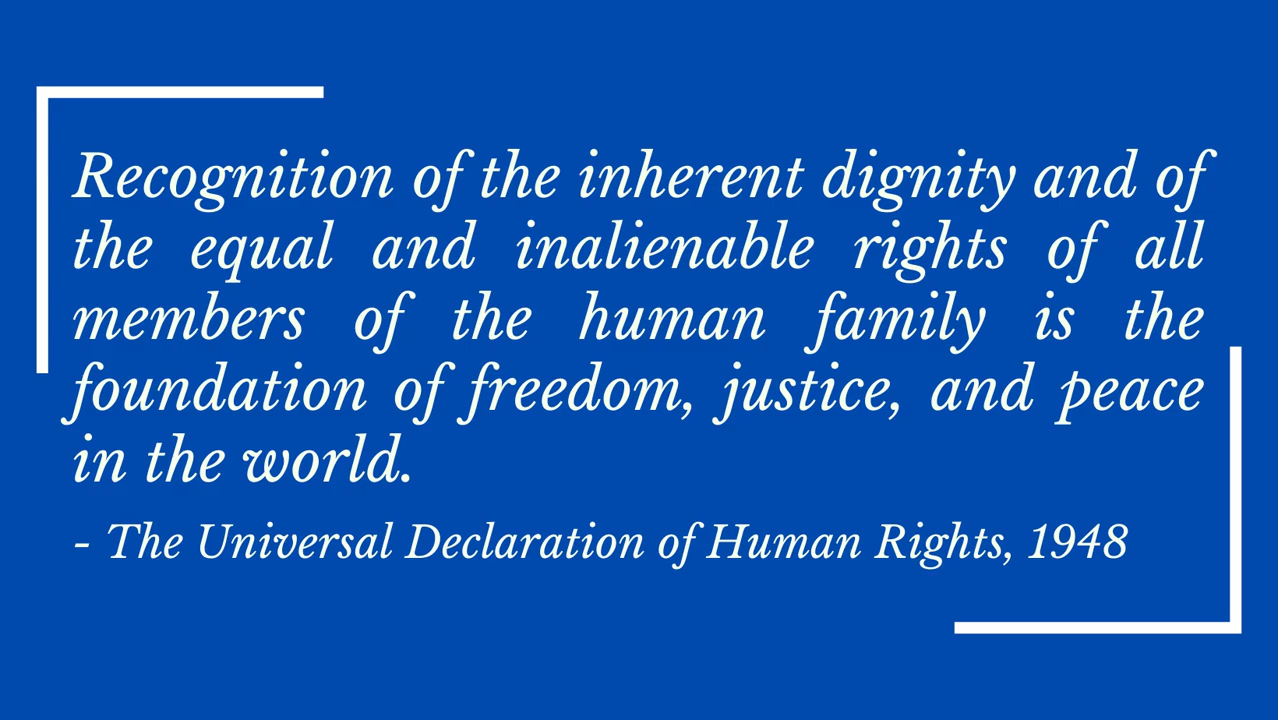 Recognition of the inherent dignity and of
the equal and inalienable rights of all
members of the human family is the
foundation of freedom, justice, and peace
in the world.
- The Universal Declaration of Human Rights, 1948